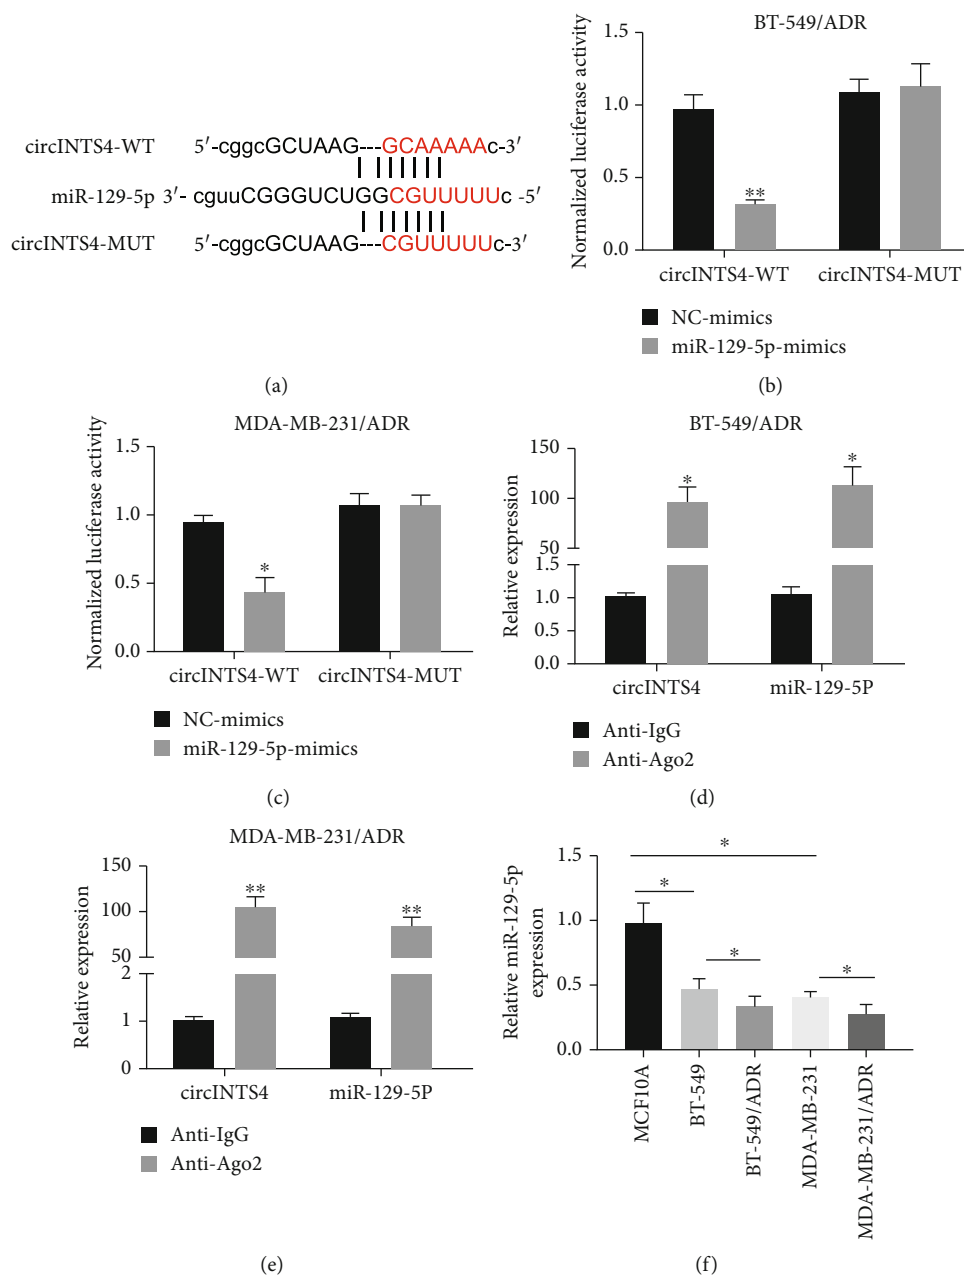 circINTS4-WT 5′-cggcGCUAAG---GCAAAAAc-3′
miR-129-5p 3′- cguuCGGGUCUGGCGUUUUUc -5′
circINTS4-MUT 5′-cggcGCUAAG---CGUUUUUc-3′
(a)
BT-549/ADR
Normalized luciferase activity
1.5
1.0
0.5
0.0
**
circINTS4-WT circINTS4-MUT
NC-mimics
miR-129-5p-mimics
(b)
MDA-MB-231/ADR
Normalized luciferase activity
1.5
1.0
0.5
0.0
*
circINTS4-WT circINTS4-MUT
NC-mimics
miR-129-5p-mimics
(c)
BT-549/ADR
Relative expression
150
100
50
1.5
1.0
0.5
0.0
* *
circINTS4 miR-129-5P
Anti-IgG
Anti-Ago2
(d)
MDA-MB-231/ADR
Relative expression
150
100
50
2
1
0
** **
circINTS4 miR-129-5P
Anti-IgG
Anti-Ago2
(e)
Relative miR-129-5p
expression
1.5
1.0
0.5
0.0
*
*
*
*
MCF10A
BT-549
BT-549/ADR
MDA-MB-231
MDA-MB-231/ADR
(f)